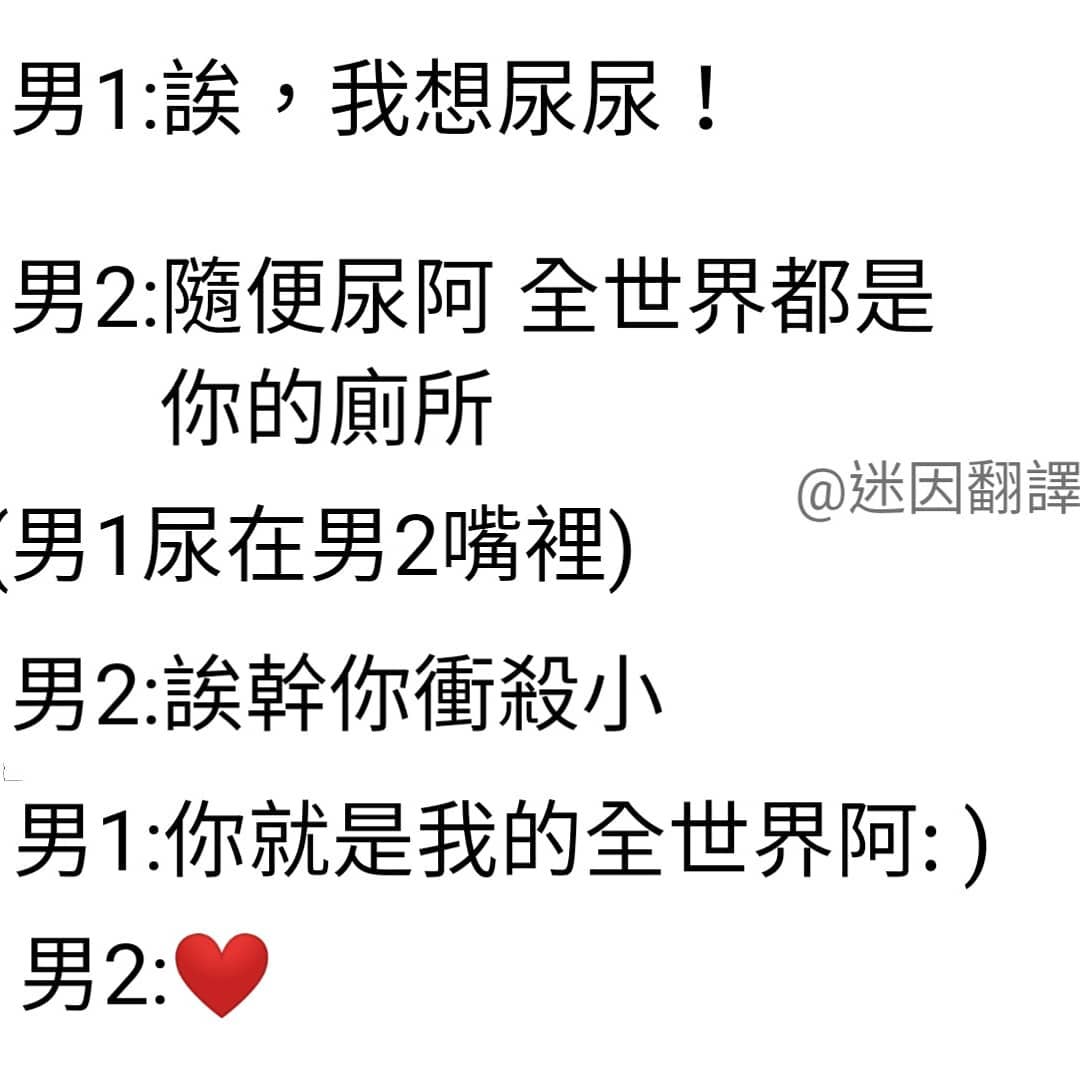 男1:誒，我想尿尿！
男2:隨便尿阿 全世界都是
你的廁所
@迷因翻譯
(男1尿在男2嘴裡)
男2:誒幹你衝殺小
男1:你就是我的全世界阿: )
男2:❤️